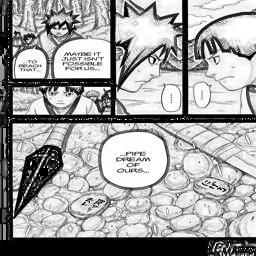 MAYBE IT
JUST ISN'T
POSSIBLE
FOR US...
TO
REACH
THAT...
...PIPE
DREAM
OF
OURS...